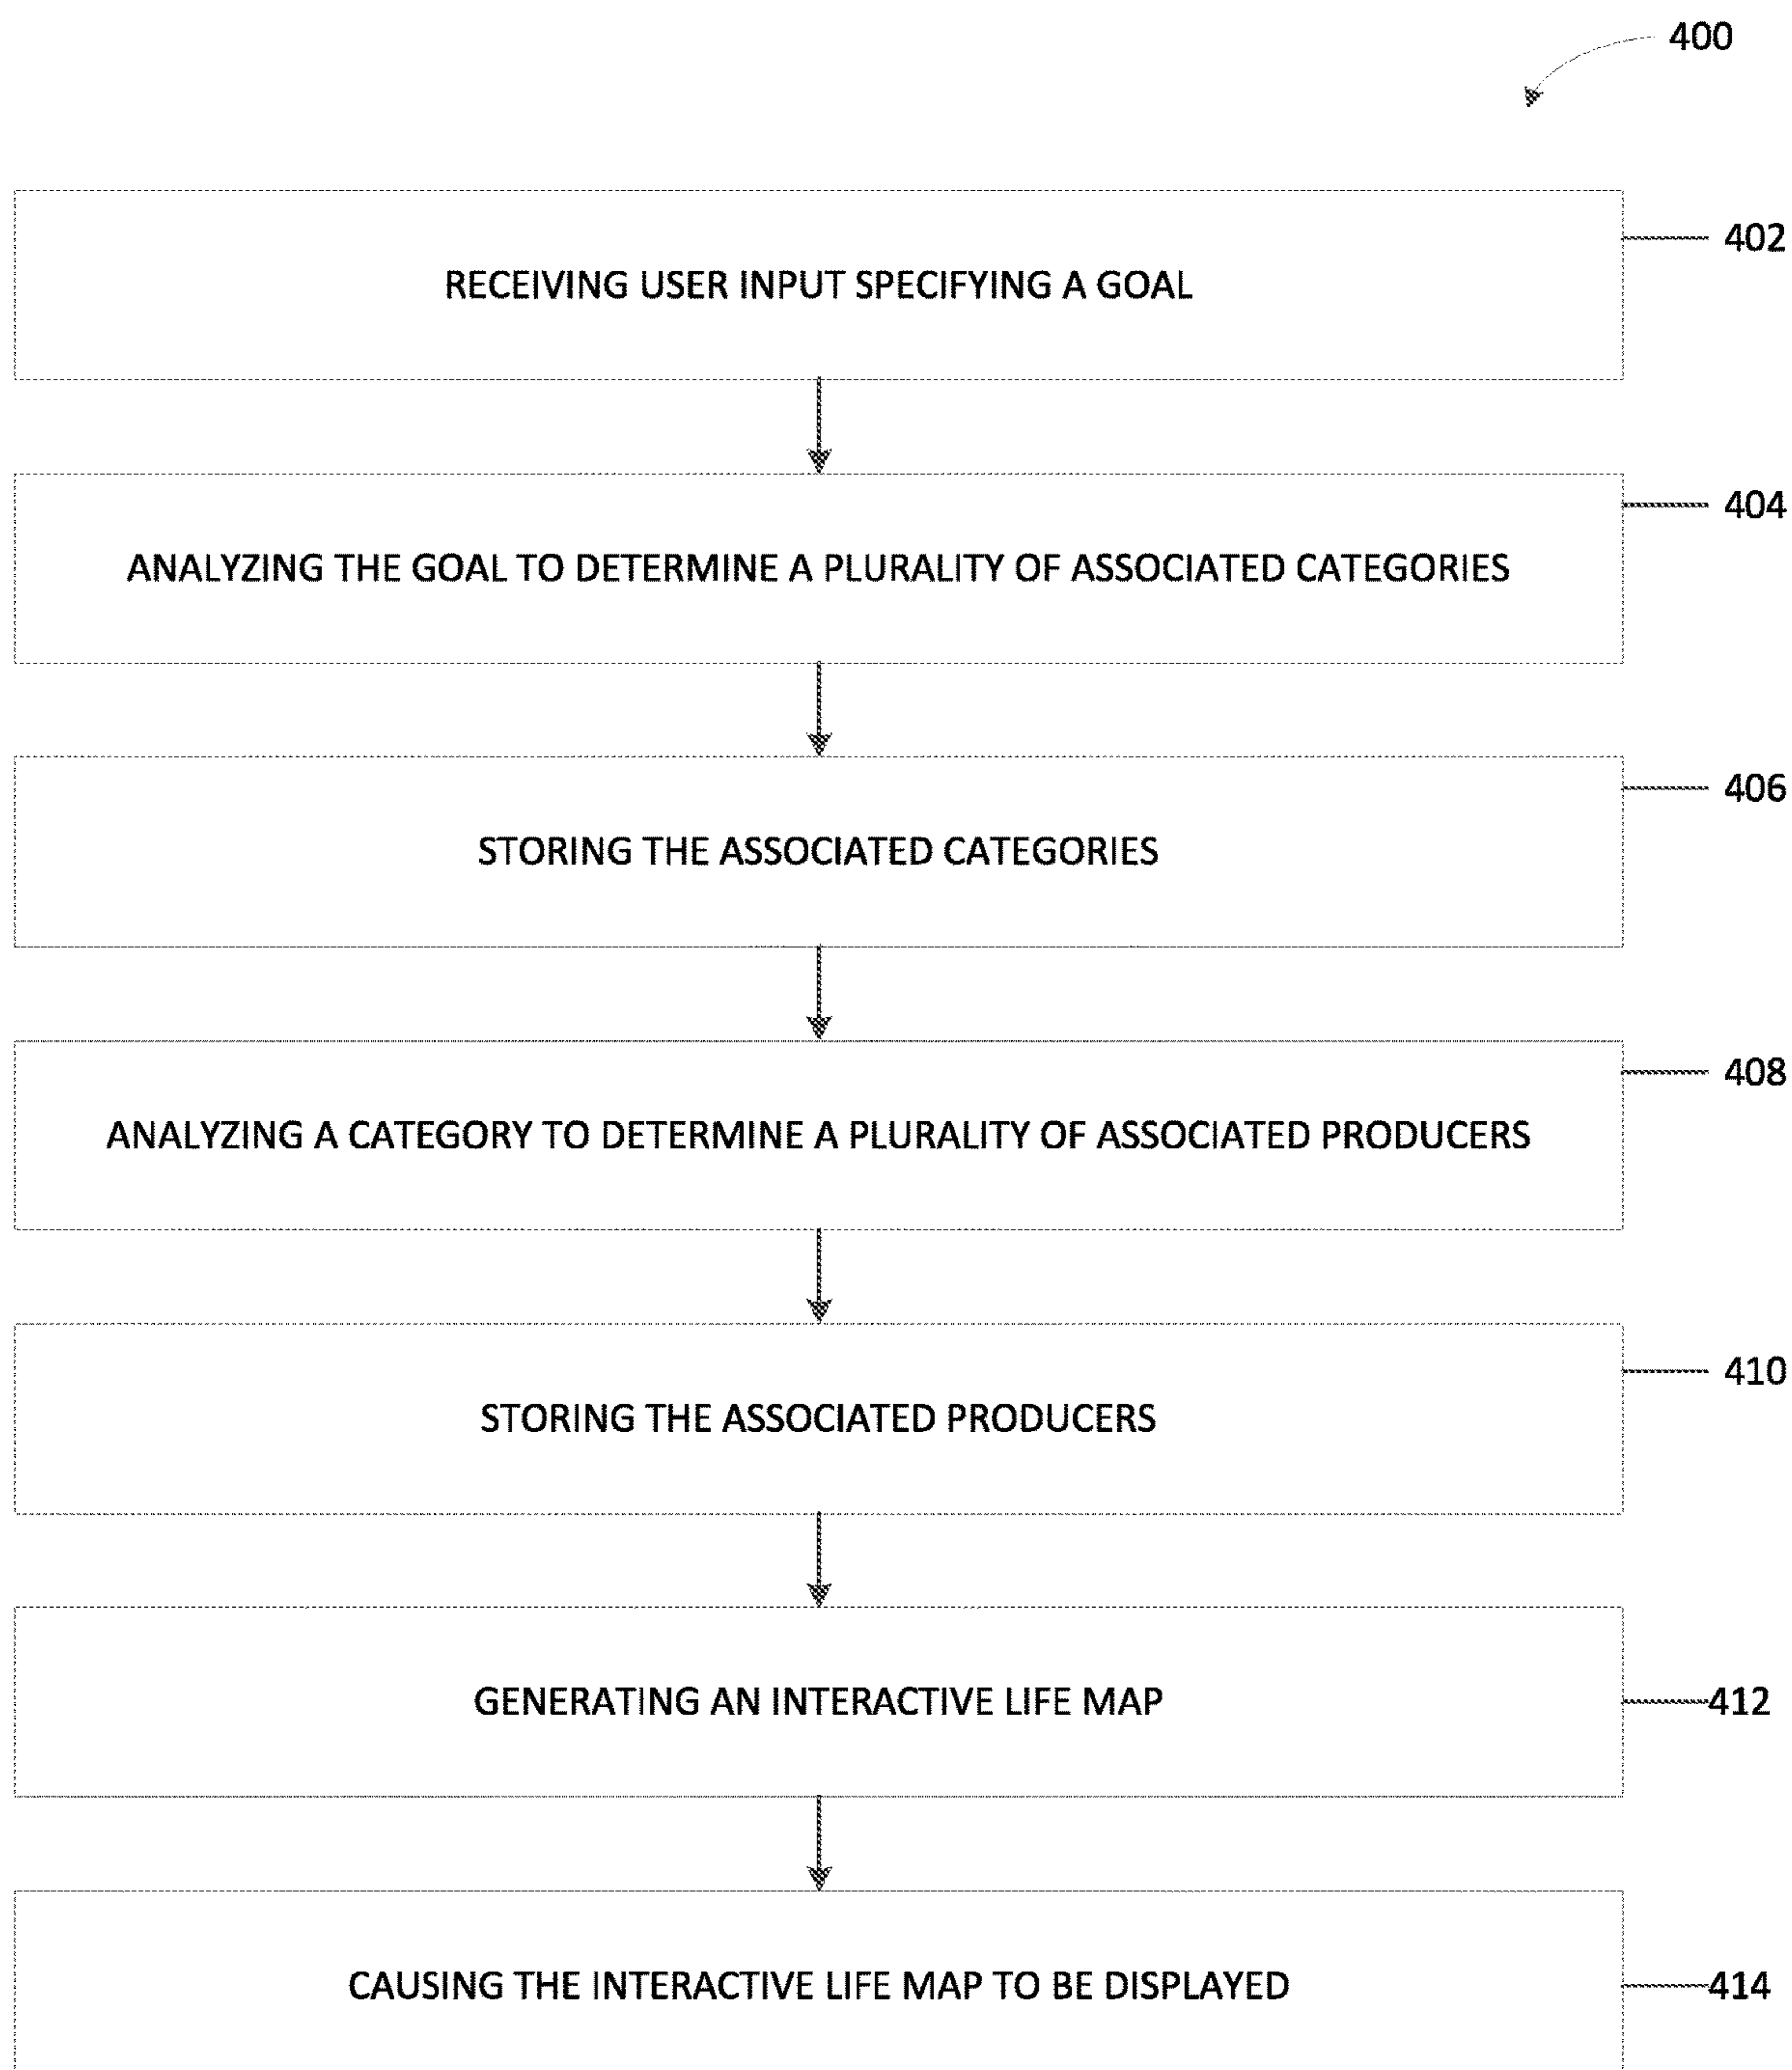 400
402
RECEIVING USER INPUT SPECIFYING A GOAL
404
ANALYZING THE GOAL TO DETERMINE A PLURALITY OF ASSOCIATED CATEGORIES
406
STORING THE ASSOCIATED CATEGORIES
408
ANALYZING A CATEGORY TO DETERMINE A PLURALITY OF ASSOCIATED PRODUCERS
410
STORING THE ASSOCIATED PRODUCERS
GENERATING AN INTERACTIVE LIFE MAP
412
CAUSING THE INTERACTIVE LIFE MAP TO BE DISPLAYED
414